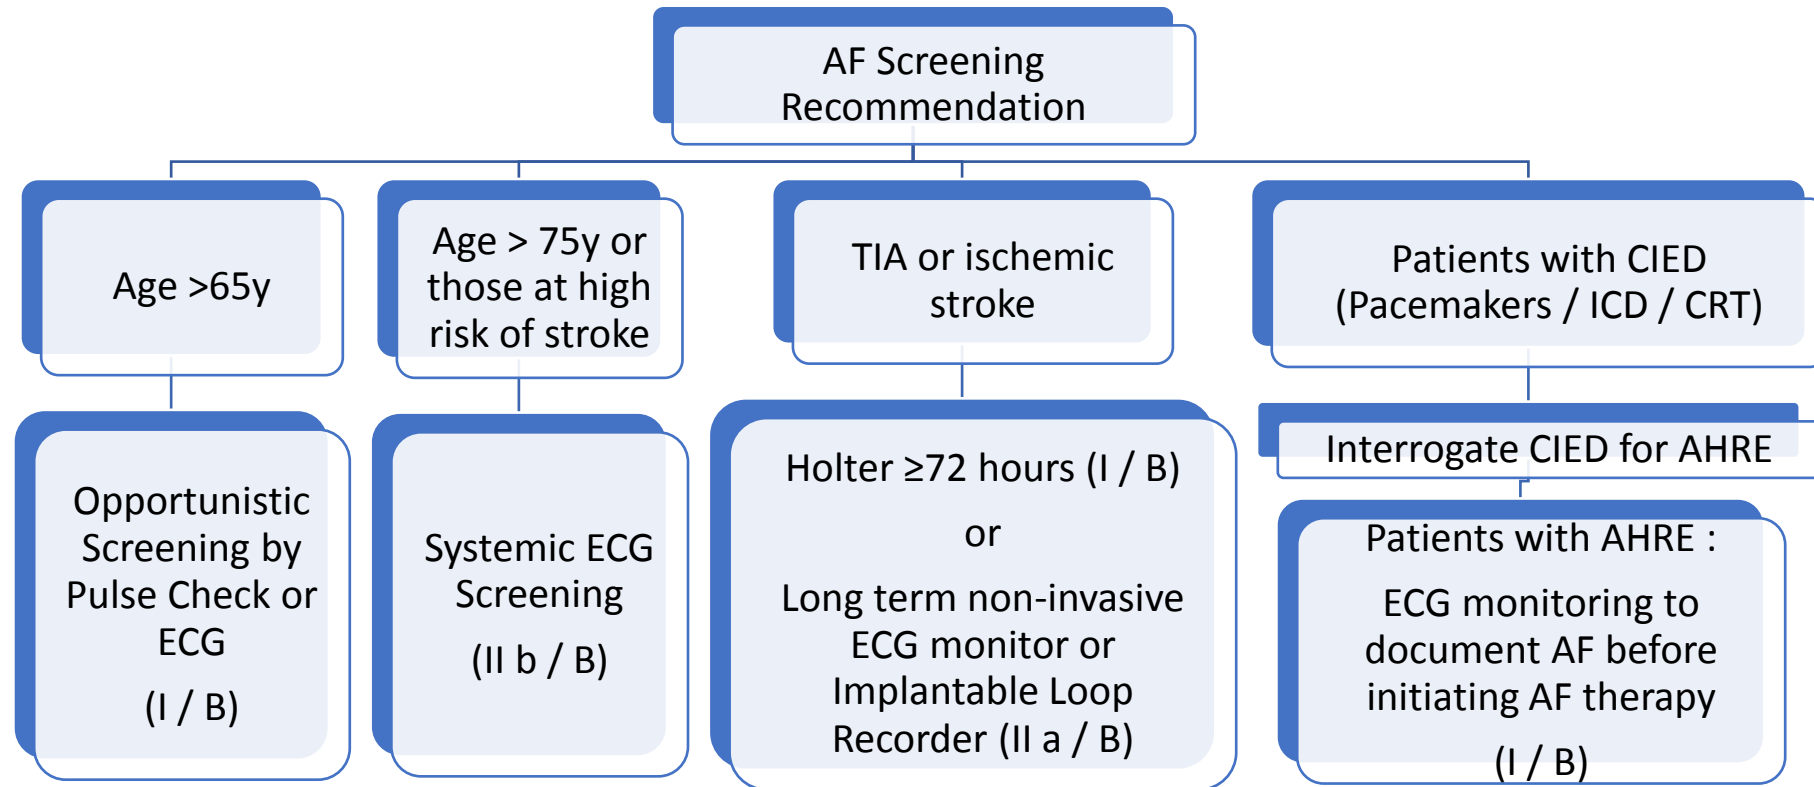 AF Screening
Recommendation
Age >65y
Age > 75y or
those at high
risk of stroke
TIA or ischemic
stroke
Patients with CIED
(Pacemakers / ICD / CRT)
Opportunistic
Screening by
Pulse Check or
ECG
(I / B)
Systemic ECG
Screening
(II b / B)
Holter ≥72 hours (I / B)
or
Long term non-invasive
ECG monitor or
Implantable Loop
Recorder (II a / B)
Interrogate CIED for AHRE
Patients with AHRE :
ECG monitoring to
document AF before
initiating AF therapy
(I / B)